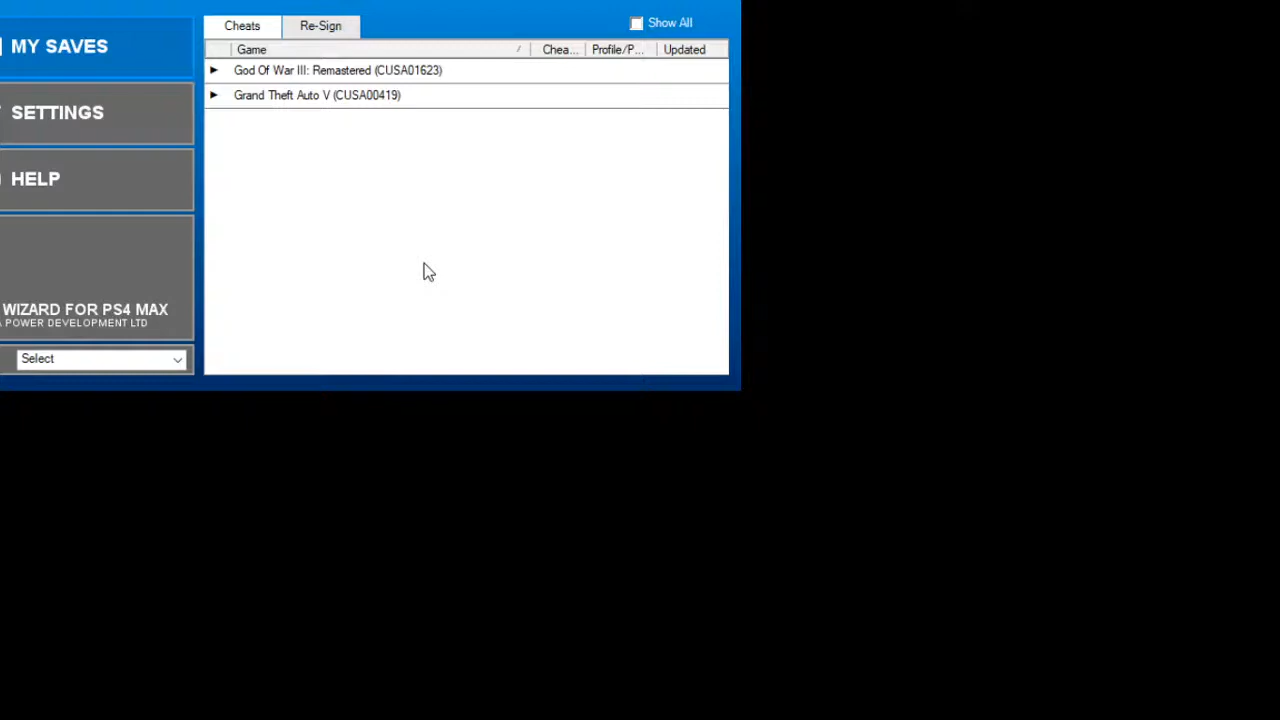 MY SAVES
SETTINGS
HELP
WIZARD FOR PS4 MAX
POWER DEVELOPMENT LTD
Select
Cheats Re-Sign Show All
Game Chea... Profile/P... Updated
God Of War III: Remastered (CUSA01623)
Grand Theft Auto V (CUSA00419)